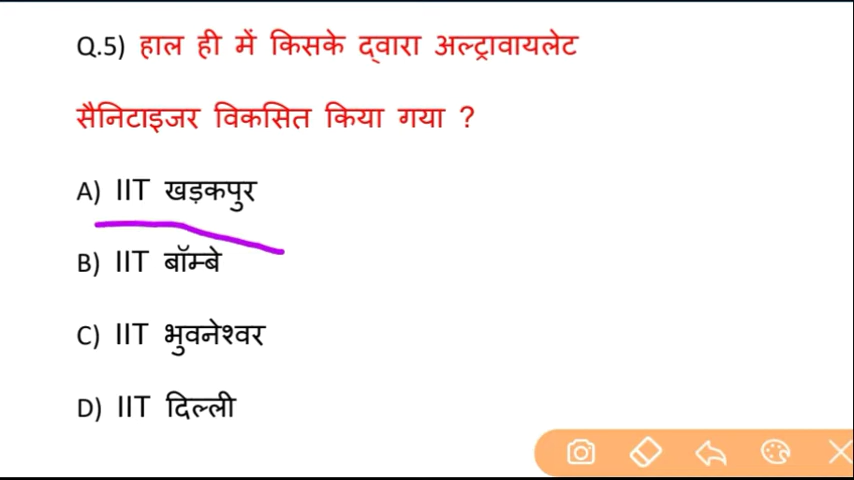 Q.5) हाल ही में किसके द्वारा अल्ट्रावायलेट
सैनिटाइजर विकसित किया गया ?
A) IIT खड़कपुर
B) IIT बॉम्बे
C) IIT भुवनेश्वर
D) IIT दिल्ली